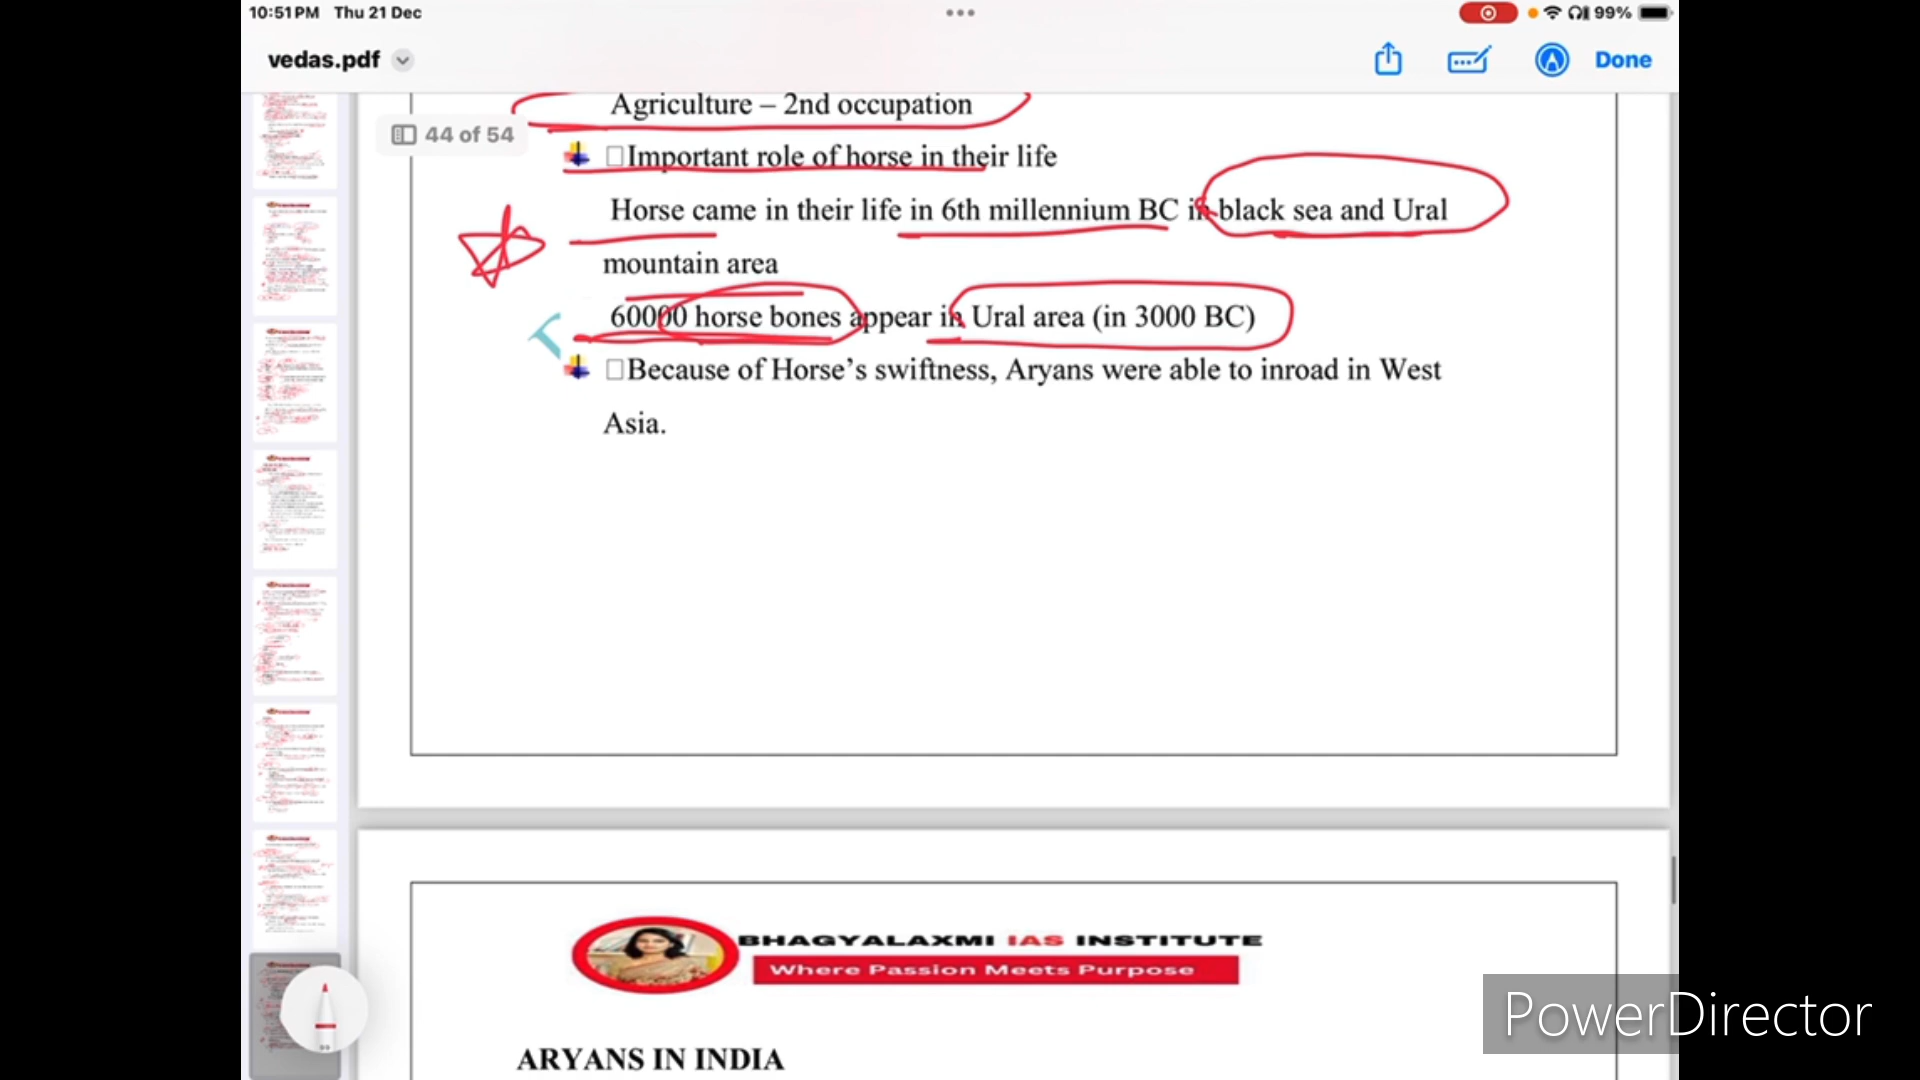 10:51 PM Thu 21 Dec
99%
vedas.pdf
Done
44 of 54
Agriculture – 2nd occupation
Important role of horse in their life
Horse came in their life in 6th millennium BC in black sea and Ural
mountain area
60000 horse bones appear in Ural area (in 3000 BC)
Because of Horse’s swiftness, Aryans were able to inroad in West
Asia.
BHAGYALAXMI IAS INSTITUTE
Where Passion Meets Purpose
ARYANS IN INDIA
PowerDirector